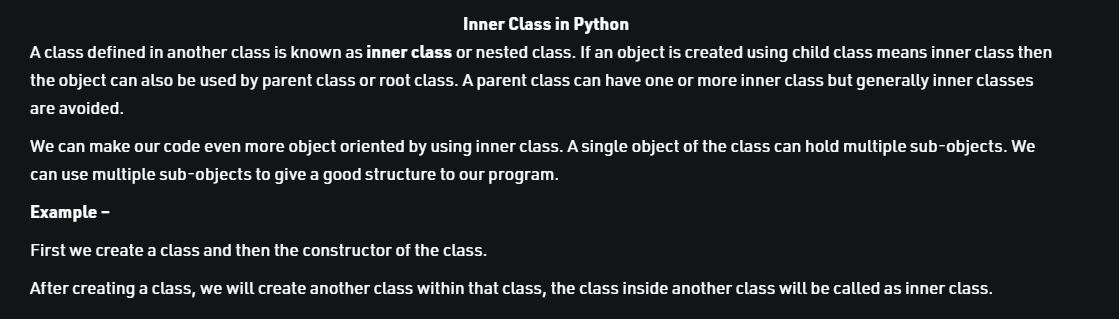 Inner Class in Python
A class defined in another class is known as inner class or nested class. If an object is created using child class means inner class then
the object can also be used by parent class or root class. A parent class can have one or more inner class but generally inner classes
are avoided.
We can make our code even more object oriented by using inner class. A single object of the class can hold multiple sub-objects. We
can use multiple sub-objects to give a good structure to our program.
Example –
First we create a class and then the constructor of the class.
After creating a class, we will create another class within that class, the class inside another class will be called as inner class.